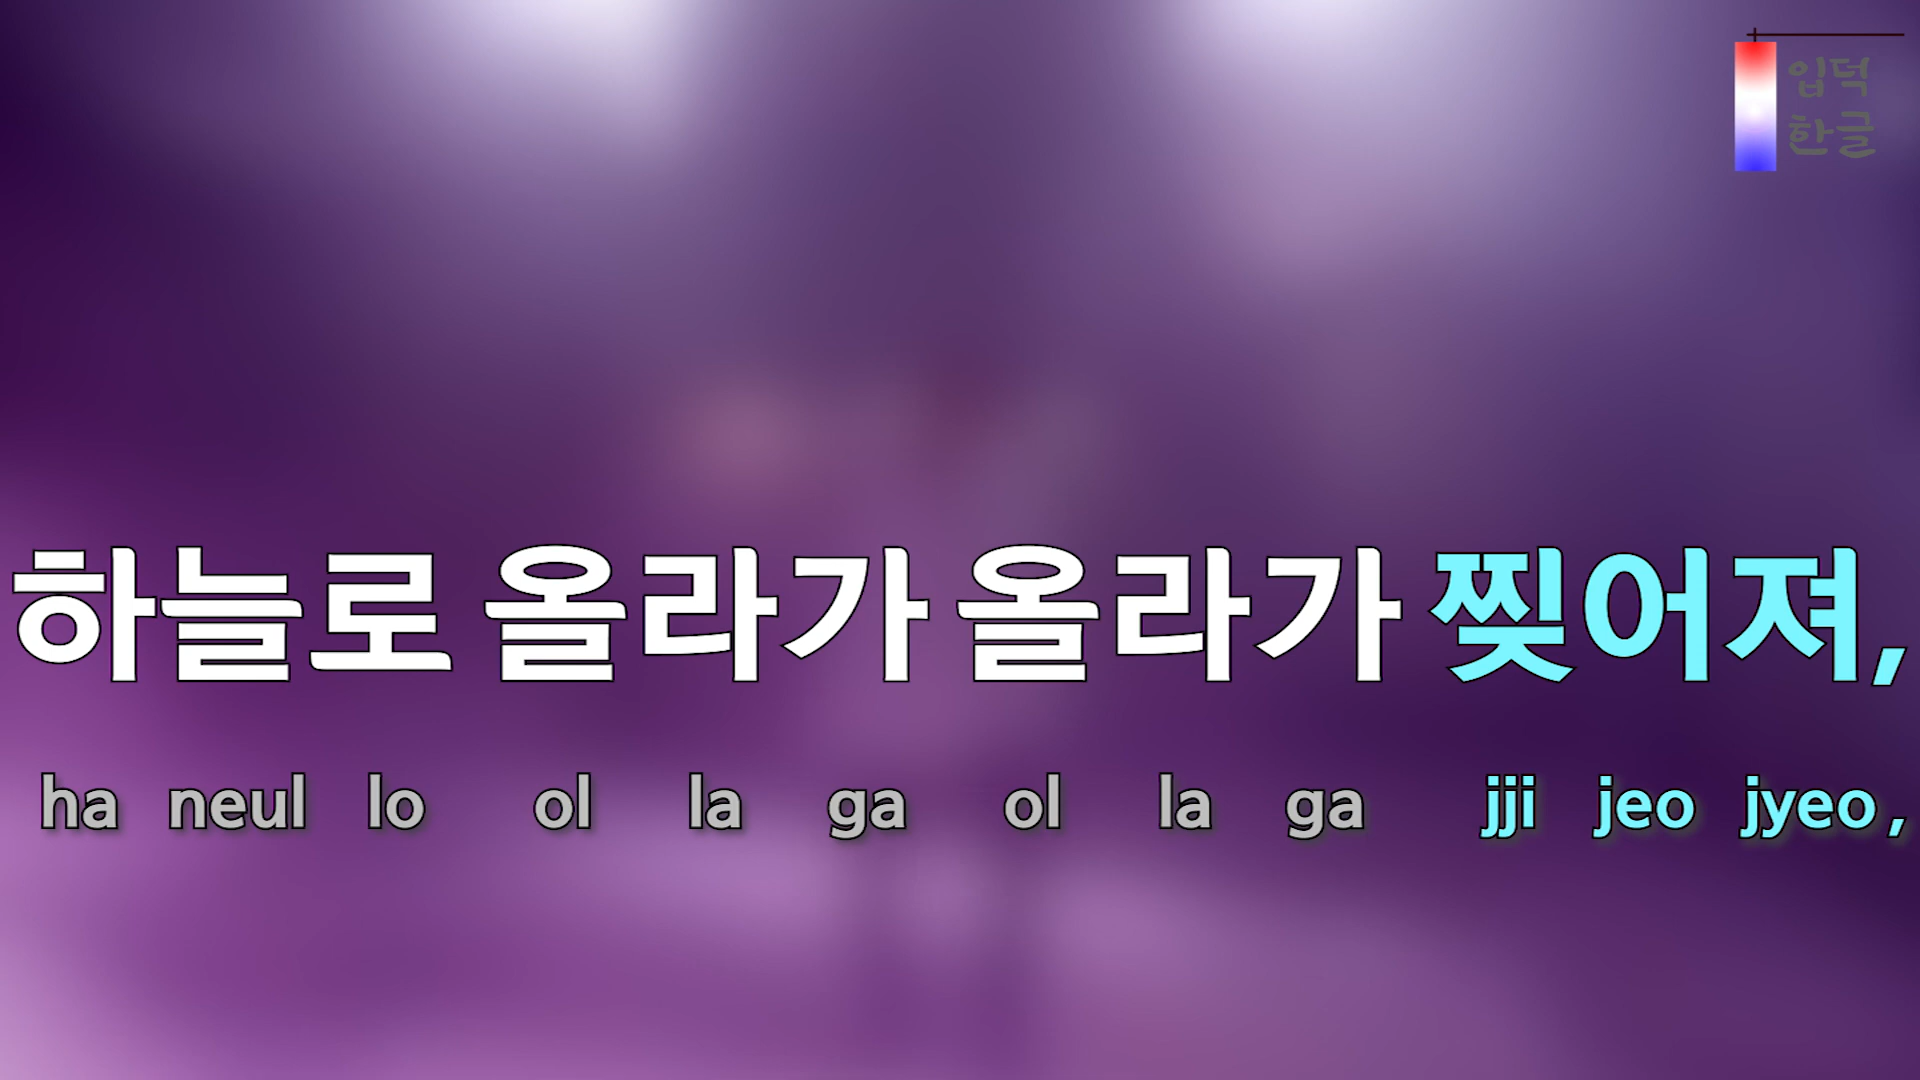 입덕
한글
하늘로 올라가 올라가 찢어져,
ha neul lo ol la ga ol la ga jji jeo jyeo,